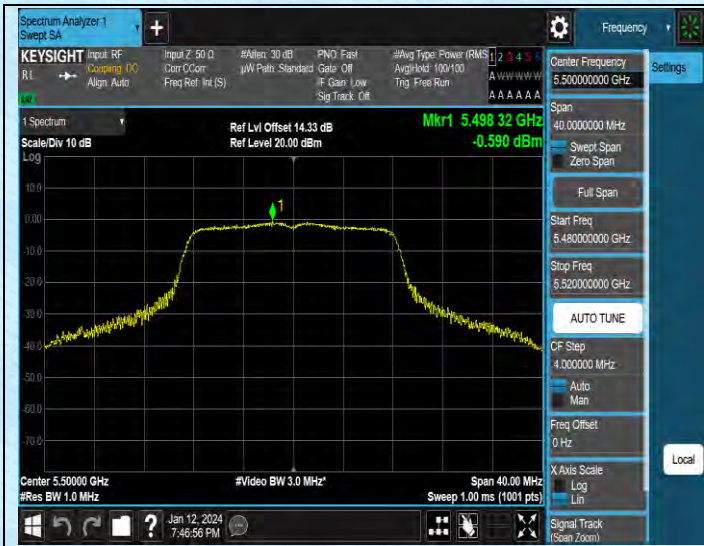 Spectrum Analyzer 1
Swept SA
Frequency
KEYSIGHT
Input: RF
Coupling: DC
Align: Auto
Input Z: 50 Ω
Corr CCorr
Freq Ref: Int (S)
#Atten: 30 dB
µW Path: Standard
PNO: Fast
Gate: Off
IF Gain: Low
Sig Track: Off
#Avg Type: Power (RMS
Avg|Hold: 100/100
Trig: Free Run
1 2 3 4 5 6
A W W W W W
A A A A A A
1 Spectrum
Scale/Div 10 dB
Ref Lvl Offset 14.33 dB
Ref Level 20.00 dBm
Mkr1 5.498 32 GHz
-0.590 dBm
Log
10.0
0.00
-10.0
-20.0
-30.0
-40.0
-50.0
-60.0
-70.0
1
Center 5.50000 GHz
#Res BW 1.0 MHz
#Video BW 3.0 MHz*
Span 40.00 MHz
Sweep 1.00 ms (1001 pts)
Jan 12, 2024
7:46:56 PM
Center Frequency
5.500000000 GHz
Settings
Span
40.0000000 MHz
Swept Span
Zero Span
Full Span
Start Freq
5.480000000 GHz
Stop Freq
5.520000000 GHz
AUTO TUNE
CF Step
4.000000 MHz
Auto
Man
Freq Offset
0 Hz
X Axis Scale
Log
Lin
Local
Signal Track
(Span Zoom)